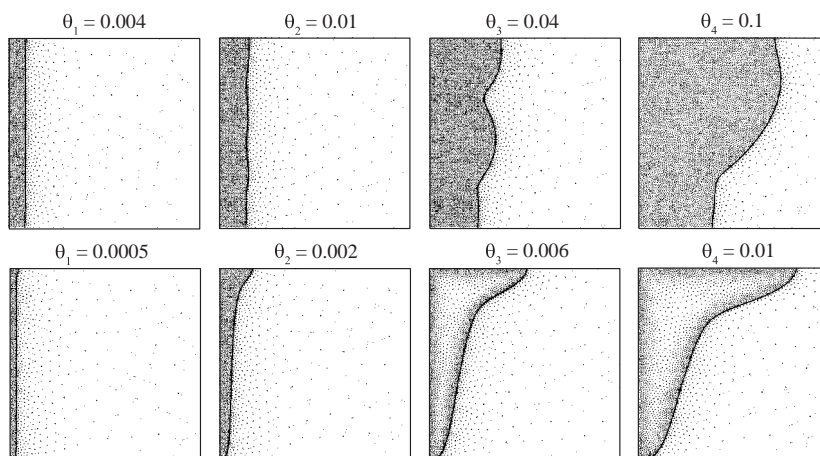 θ₁ = 0.004 θ₂ = 0.01 θ₃ = 0.04 θ₄ = 0.1
θ₁ = 0.0005 θ₂ = 0.002 θ₃ = 0.006 θ₄ = 0.01